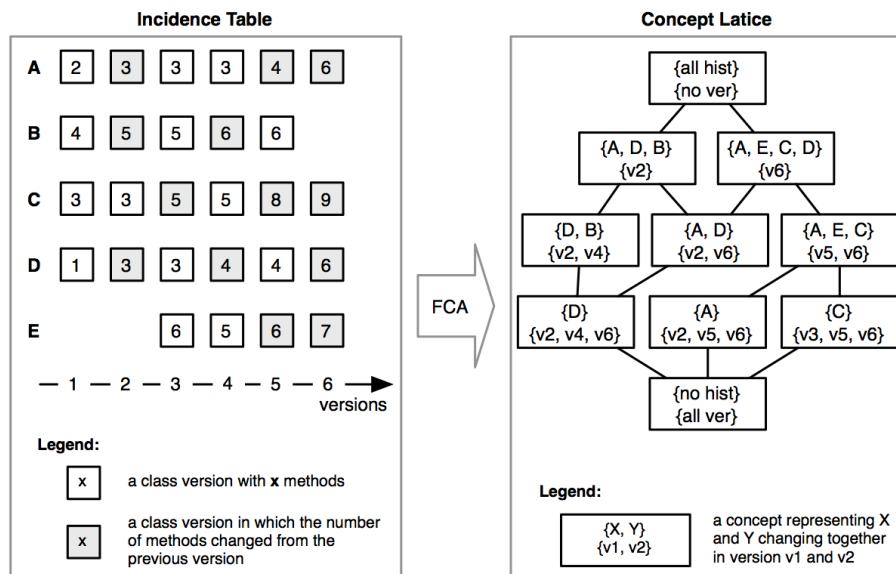 Incidence Table
A 2 3 3 3 4 6
B 4 5 5 6 6
C 3 3 5 5 8 9
D 1 3 3 4 4 6
E 6 5 6 7
1 2 3 4 5 6
versions
Legend:
x a class version with x methods
a class version in which the number
x of methods changed from the
previous version
FCA
Concept Latice
{all hist}
{no ver}
{A, D, B} {A, E, C, D}
{v2} {v6}
{D, B} {A, D} {A, E, C}
{v2, v4} {v2, v6} {v5, v6}
{D} {A} {C}
{v2, v4, v6} {v2, v5, v6} {v3, v5, v6}
{no hist}
{all ver}
Legend:
{X, Y}
{v1, v2}
a concept representing X
and Y changing together
in version v1 and v2